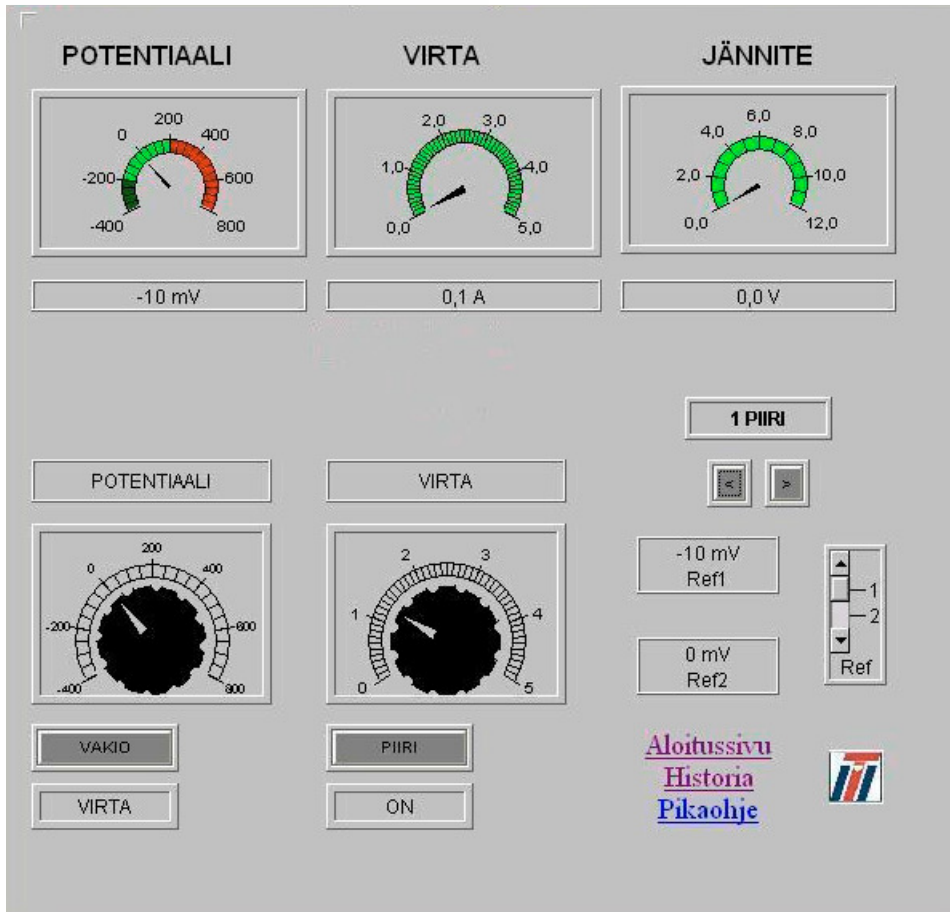 POTENTIAALI VIRTA JÄNNITE
200
0 400
-200 600
-400 800
2,0 3,0
1,0 4,0
0,0 5,0
6,0
4,0 8,0
2,0 10,0
0,0 12,0
-10 mV 0,1 A 0,0 V
1 PIIRI
POTENTIAALI VIRTA
< >
200
0 400
-200 600
-400 800
2 3
1 4
0 5
-10 mV
Ref1
1
2
0 mV
Ref2
Ref
VAKIO PIIRI
VIRTA ON
Aloitussivu
Historia
Pikaohje